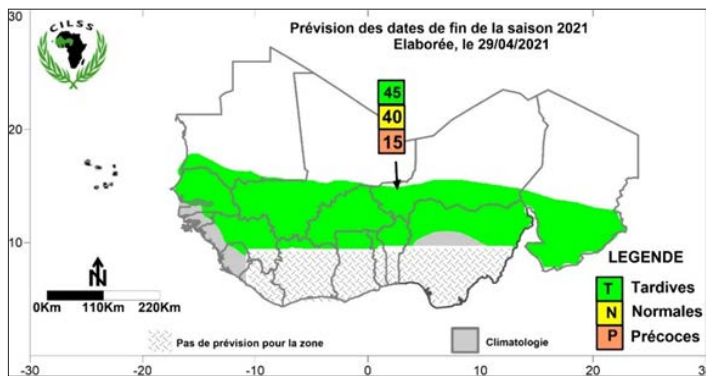 CILSS
Prévision des dates de fin de la saison 2021
Elaborée, le 29/04/2021
30
45
40
15
20
10
N
0Km 110Km 220Km
LEGENDE
T Tardives
N Normales
P Précoces
Pas de prévision pour la zone
Climatologie
-30 -20 -10 0 10 20 30